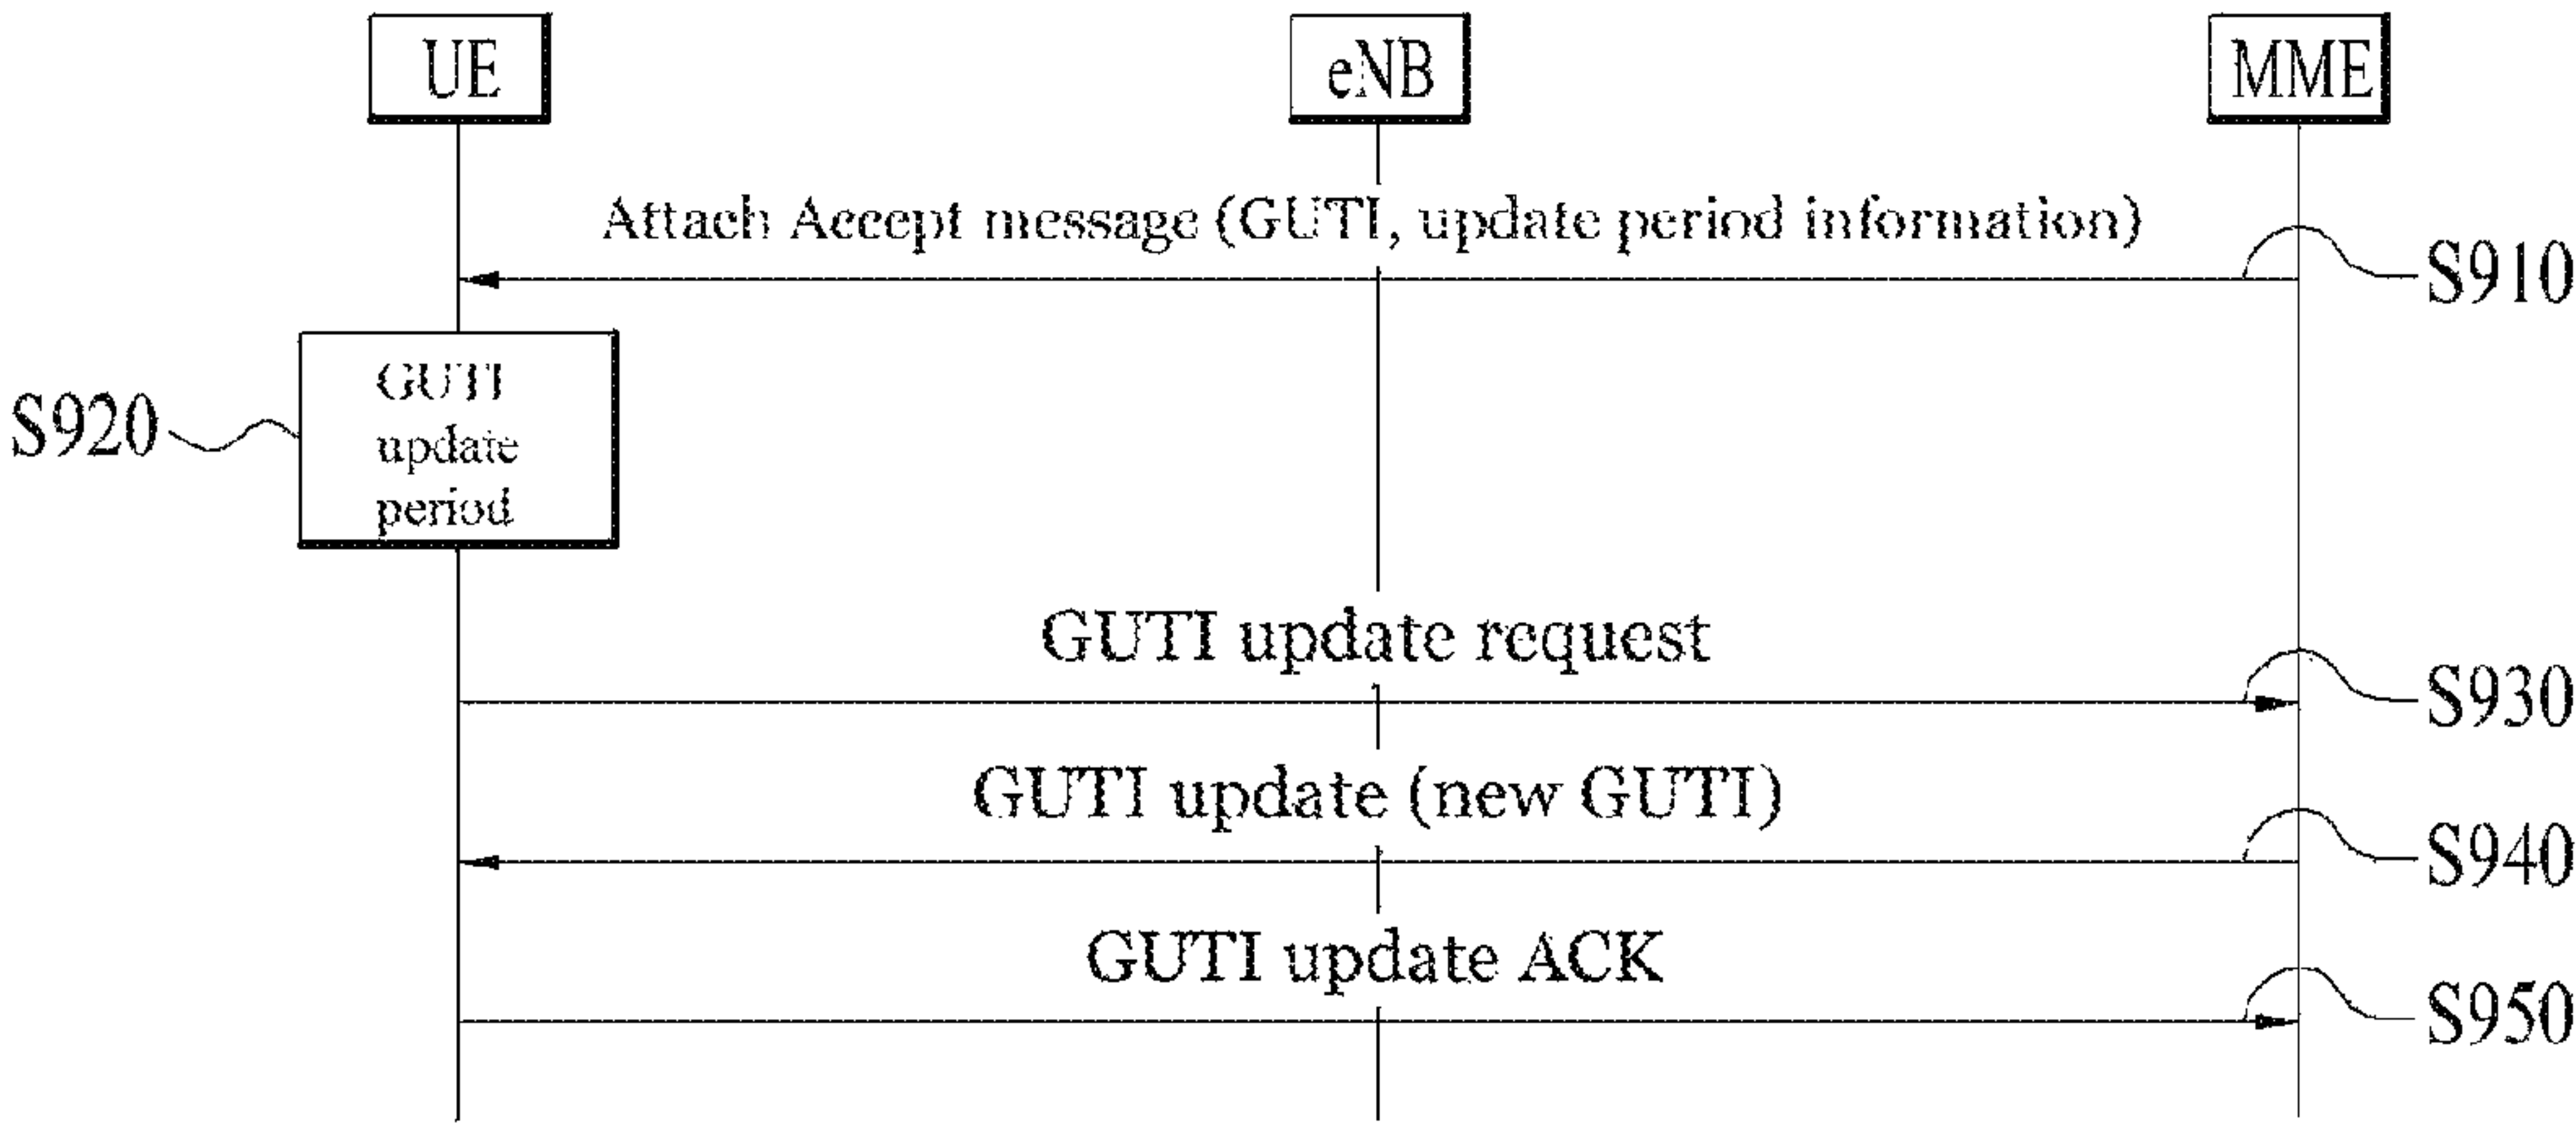 UE
eNB
MME
Attach Accept message (GUTI, update period information)
S910
GUTI
update
period
S920
GUTI update request
S930
GUTI update (new GUTI)
S940
GUTI update ACK
S950